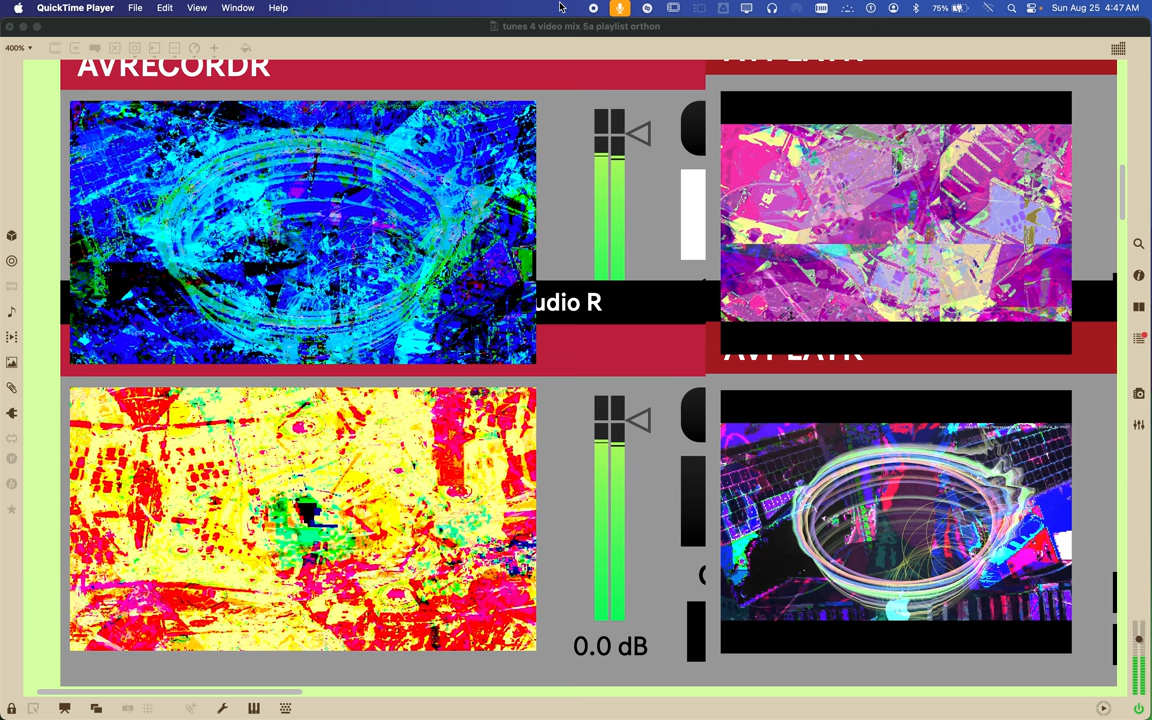 QuickTime Player File Edit View Window Help 75% Sun Aug 25 4:47 AM
tunes 4 video mix 5a playlist orthon
400%
AVRECORDR
udio R
0.0 dB